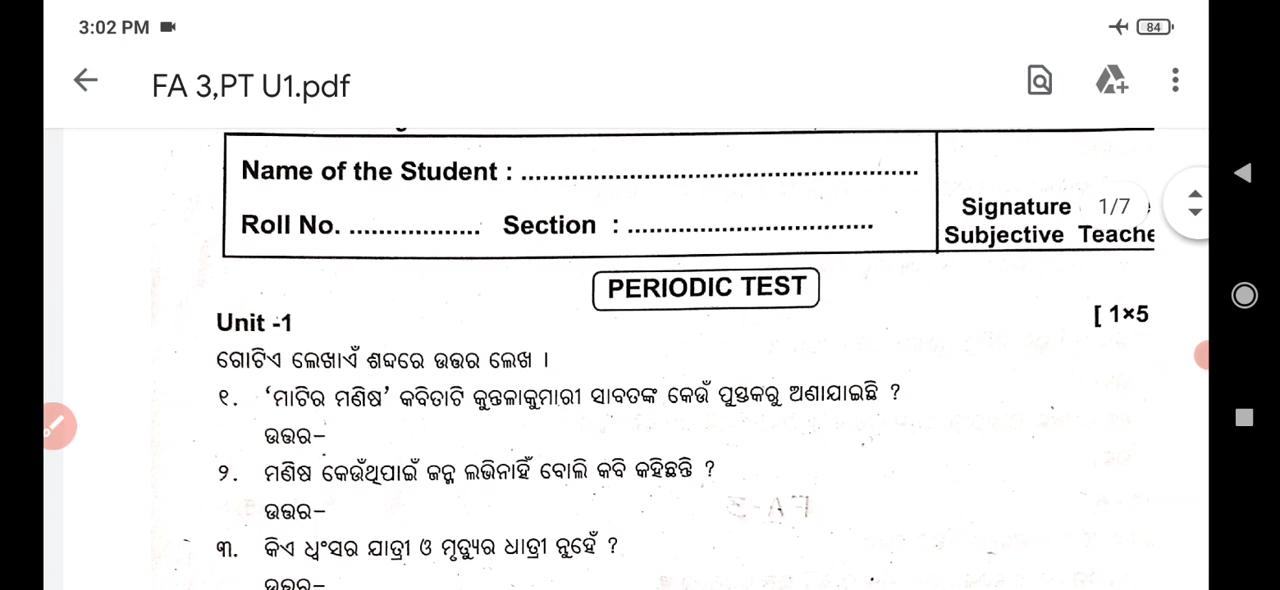 3:02 PM
84
FA 3,PT U1.pdf
Name of the Student : ......................................................
Roll No. .................. Section : ..................................
Signature
1/7
Subjective Teache
PERIODIC TEST
Unit -1 [ 1×5
ଗୋଟିଏ ଲେଖାଏଁ ଶବ୍ଦରେ ଉତ୍ତର ଲେଖ ।
୧. ‘ମାଟିର ମଣିଷ’ କବିତାଟି କୁନ୍ତଳାକୁମାରୀ ସାବତଙ୍କ କେଉଁ ପୁସ୍ତକରୁ ଅଣାଯାଇଛି ?
ଉତ୍ତର–
୨. ମଣିଷ କେଉଁଥିପାଇଁ ଜନ୍ମ ଲଭିନାହିଁ ବୋଲି କବି କହିଛନ୍ତି ?
ଉତ୍ତର–
୩. କିଏ ଧ୍ୱଂସର ଯାତ୍ରୀ ଓ ମୃତ୍ୟୁର ଧାତ୍ରୀ ନୁହେଁ ?
ଉତ୍ତର–